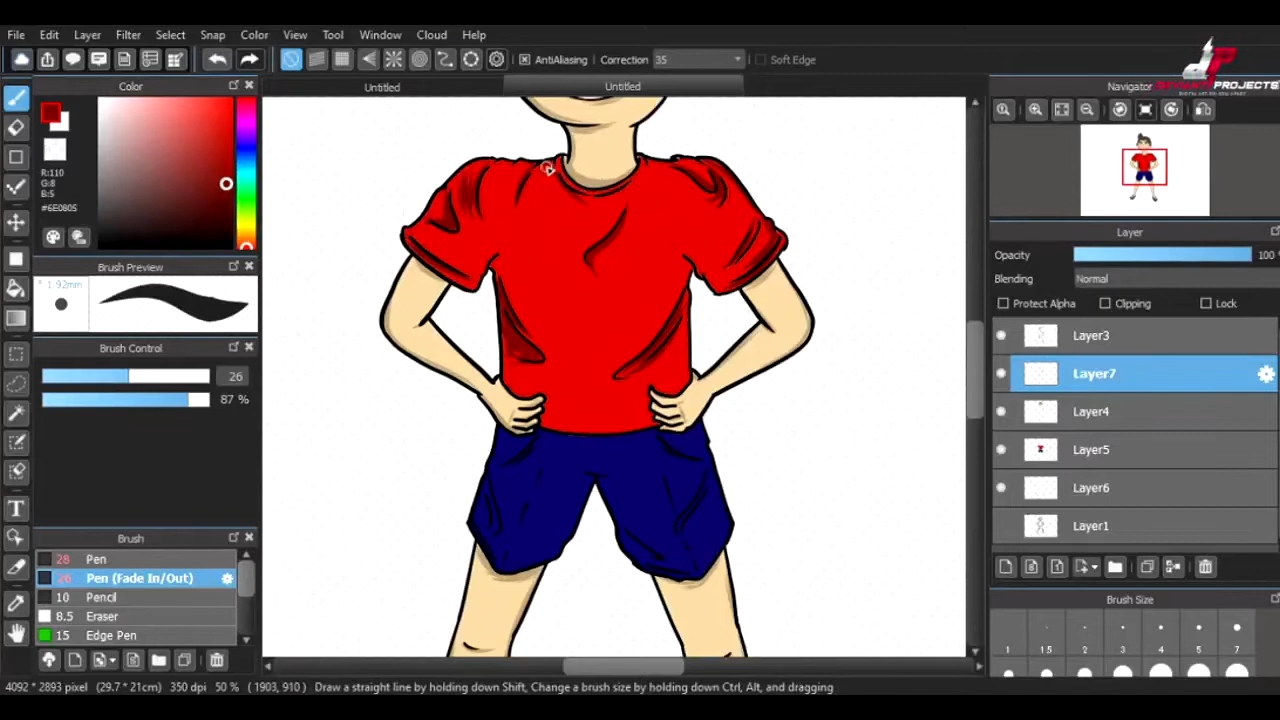 File Edit View Layer Filter Select Snap Color Tool Window Cloud Help
AntiAliasing Correction 35 Soft Edge
Untitled Untitled
Color
R:110
G:8
B:5
#6E0805
Brush Preview
* 1.92mm
Brush Control
26
87 %
Brush
28 Pen
26 Pen (Fade In/Out)
10 Pencil
8.5 Eraser
15 Edge Pen
Navigator
PROJECTS
Layer
Opacity 100
Blending Normal
Protect Alpha Clipping Lock
Layer3
Layer7
Layer4
Layer5
Layer6
Layer1
Brush Size
1 1.5 2 3 4 5 7
4092 * 2893 pixel (29.7 * 21cm) 350 dpi 50 % ( 1903, 910 ) Draw a straight line by holding down Shift, Change a brush size by holding down Ctrl, Alt, and dragging